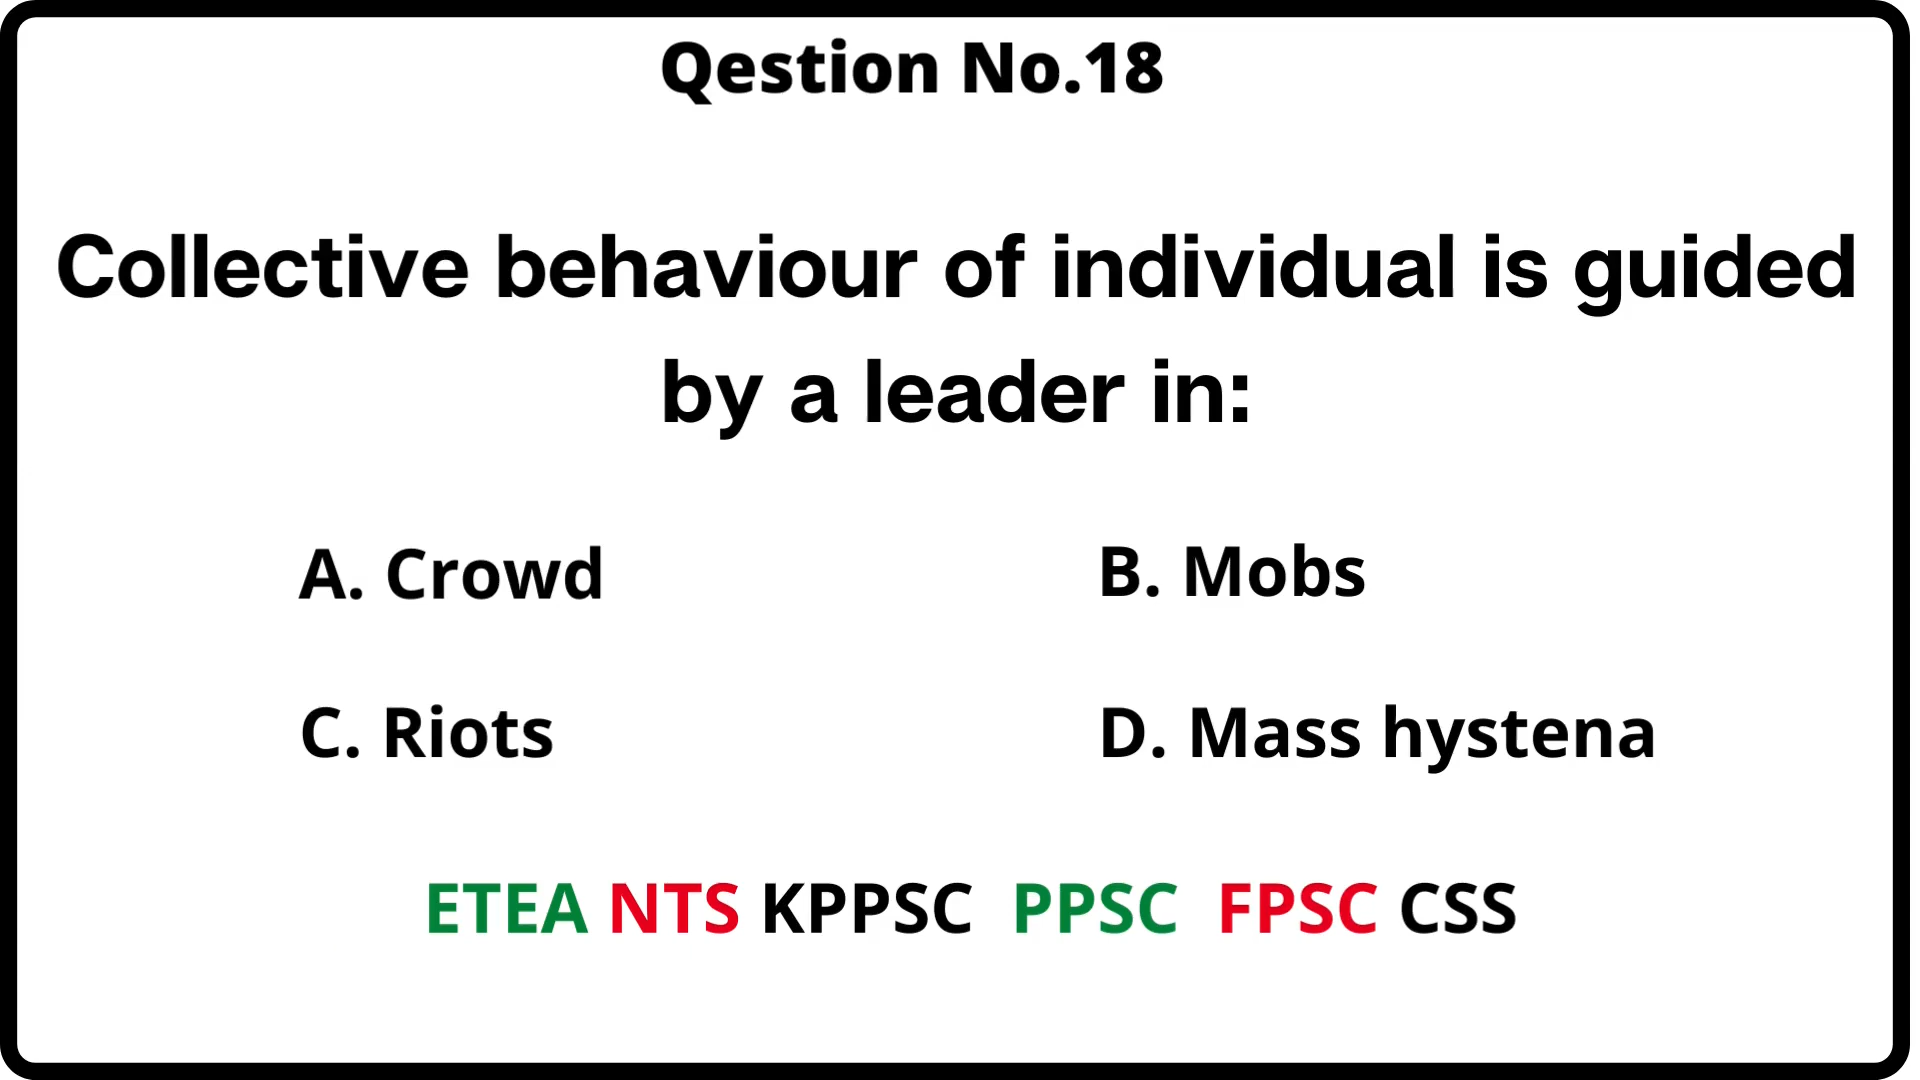 Qestion No.18
Collective behaviour of individual is guided
by a leader in:
A. Crowd
B. Mobs
C. Riots
D. Mass hystena
ETEA NTS KPPSC PPSC FPSC CSS